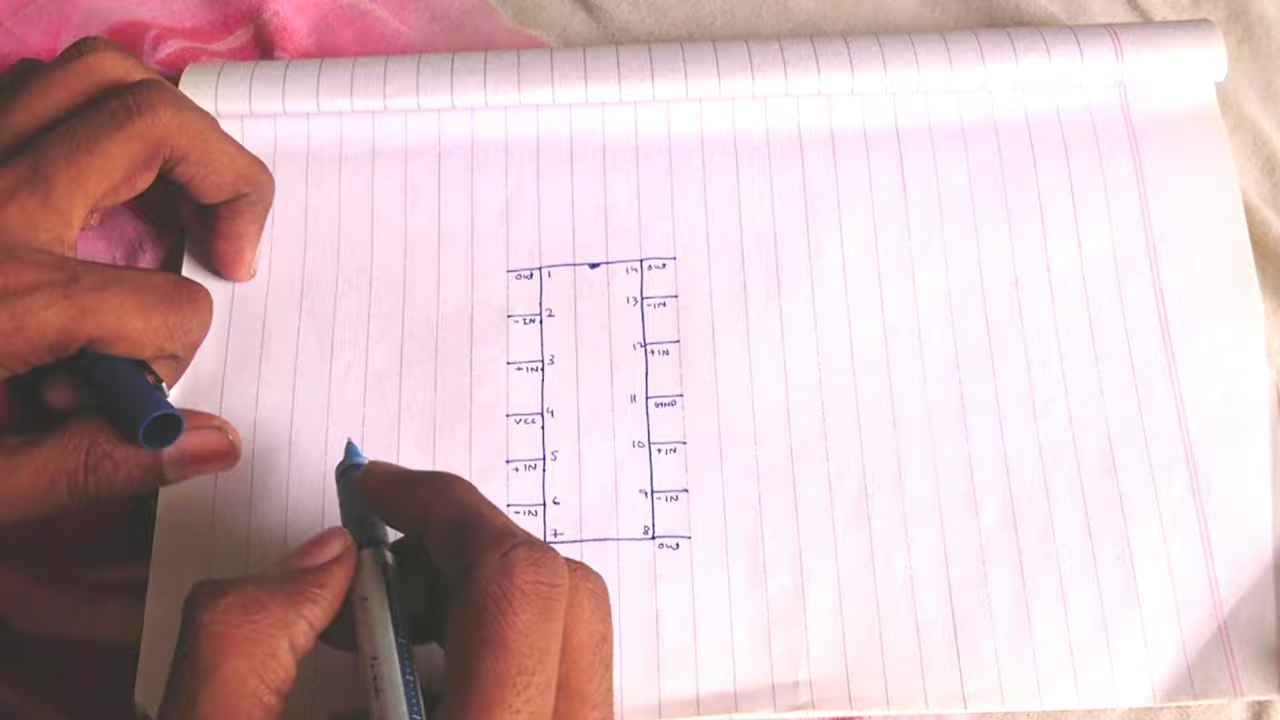 out 1 14 out
-IN 2 13 -IN
+IN 3 12 +IN
VCC 4 11 GND
+IN 5 10 +IN
-IN 6 9 -IN
7 8 out